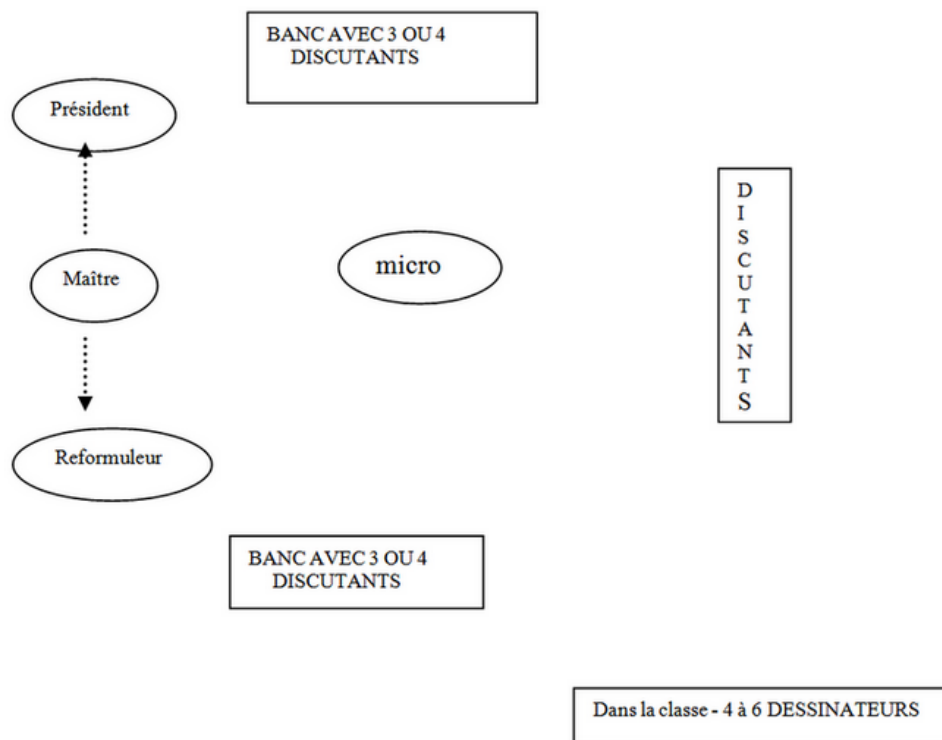 BANC AVEC 3 OU 4
DISCUTANTS
Président
Maître
micro
D
I
S
C
U
T
A
N
T
S
Reformuleur
BANC AVEC 3 OU 4
DISCUTANTS
Dans la classe - 4 à 6 DESSINATEURS